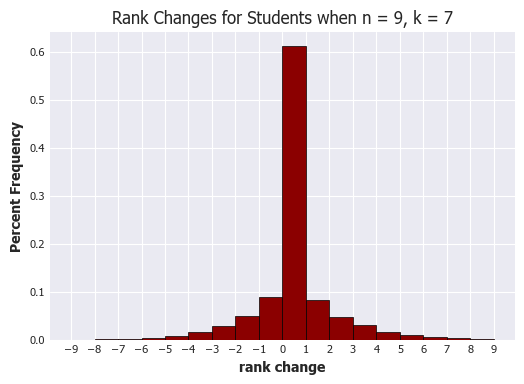 Rank Changes for Students when n = 9, k = 7
Percent Frequency
0.6
0.5
0.4
0.3
0.2
0.1
0.0
−9 −8 −7 −6 −5 −4 −3 −2 −1 0 1 2 3 4 5 6 7 8 9
rank change